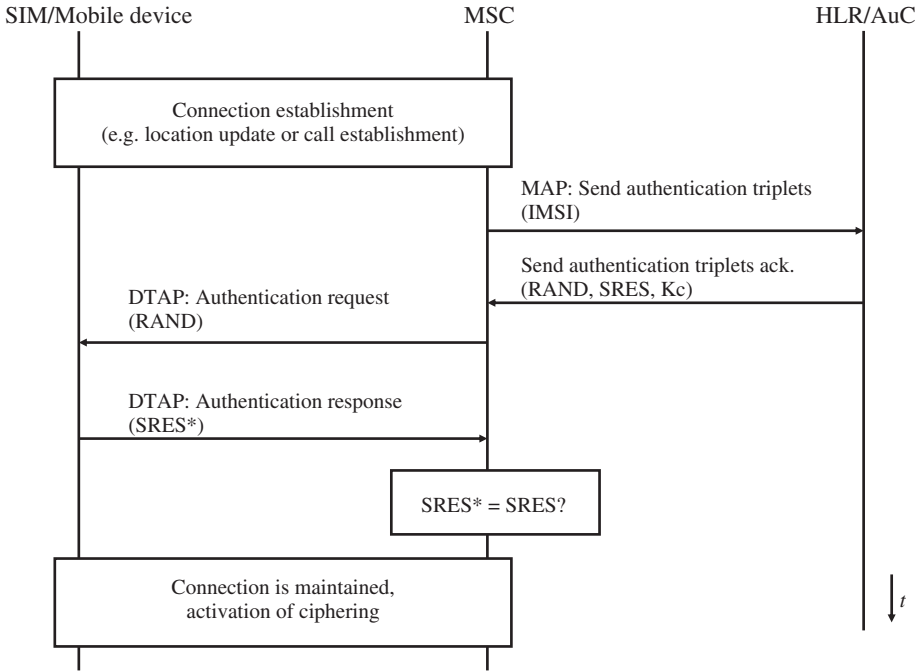 SIM/Mobile device
MSC
HLR/AuC
Connection establishment
(e.g. location update or call establishment)
MAP: Send authentication triplets
(IMSI)
Send authentication triplets ack.
(RAND, SRES, Kc)
DTAP: Authentication request
(RAND)
DTAP: Authentication response
(SRES*)
SRES* = SRES?
Connection is maintained,
activation of ciphering
t